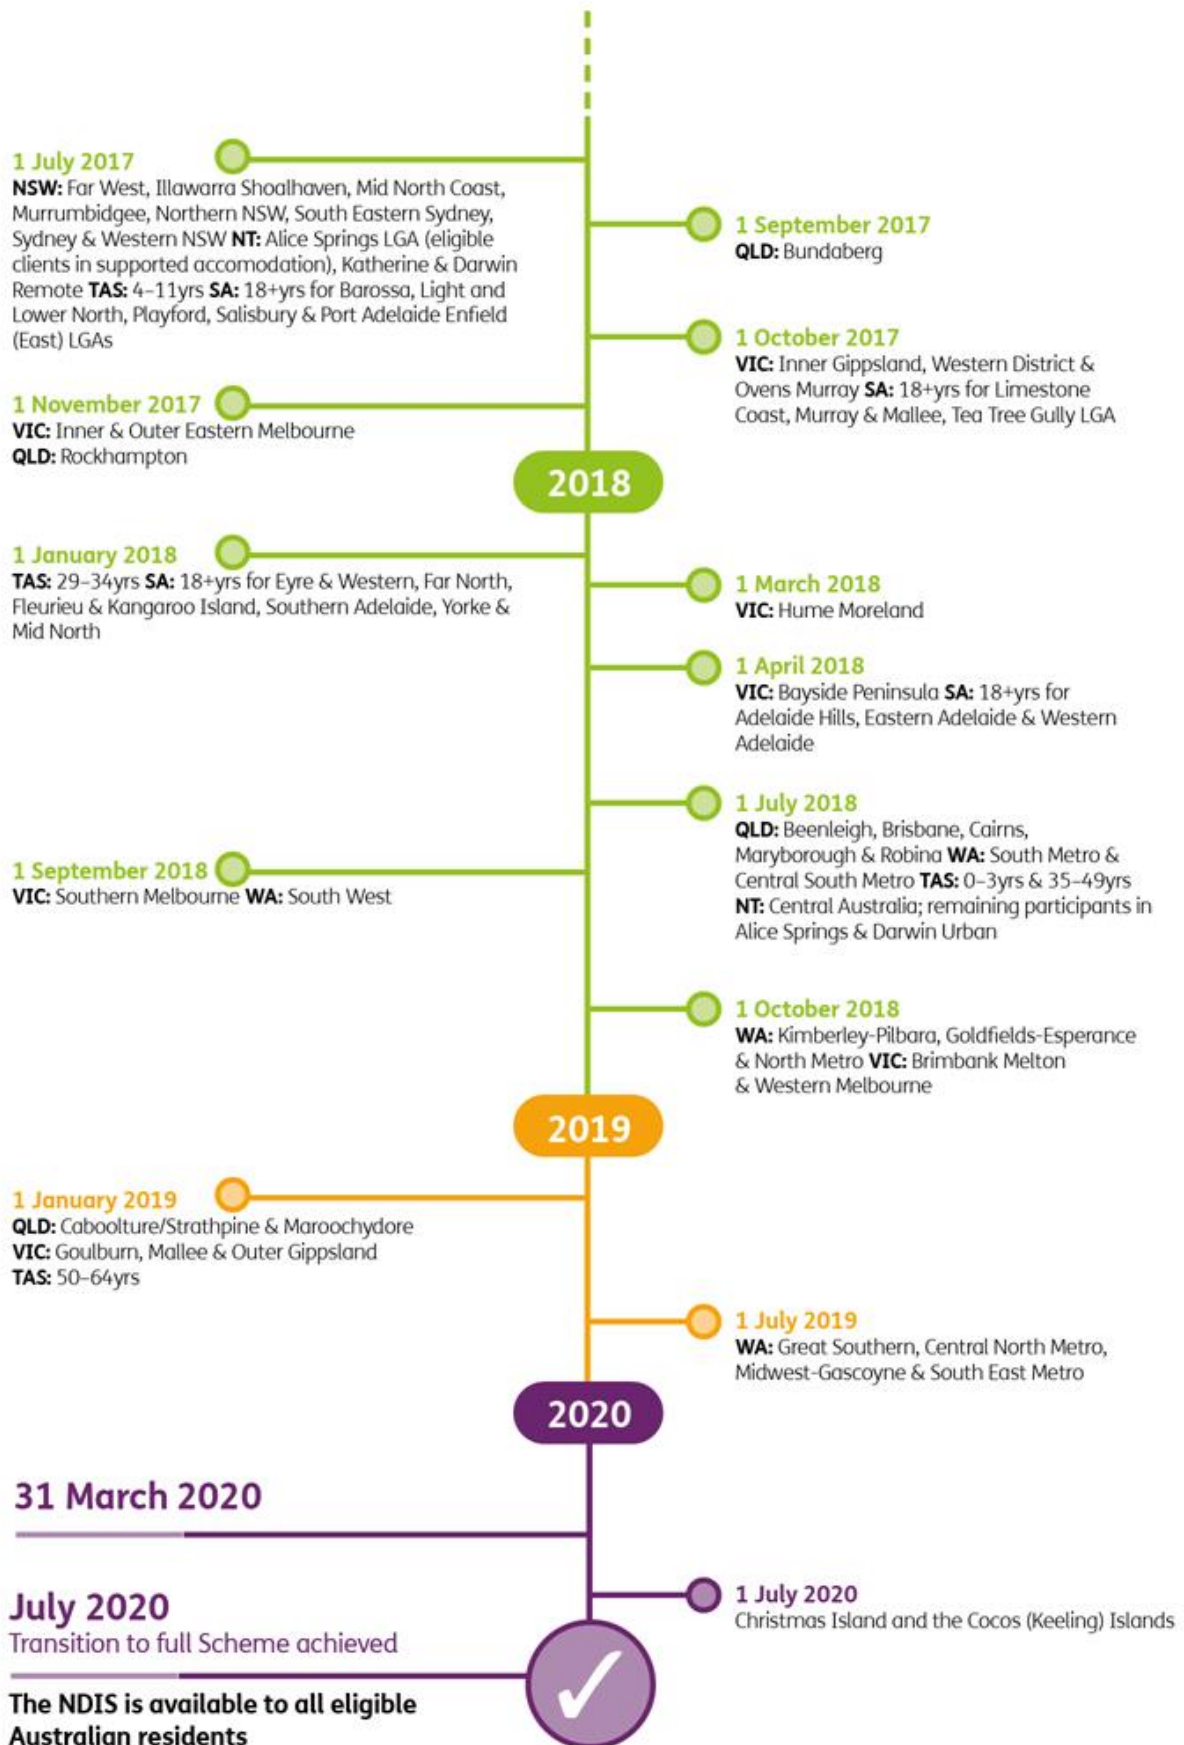 1 July 2017
NSW: Far West, Illawarra Shoalhaven, Mid North Coast,
Murrumbidgee, Northern NSW, South Eastern Sydney,
Sydney & Western NSW NT: Alice Springs LGA (eligible
clients in supported accomodation), Katherine & Darwin
Remote TAS: 4–11yrs SA: 18+yrs for Barossa, Light and
Lower North, Playford, Salisbury & Port Adelaide Enfield
(East) LGAs
1 September 2017
QLD: Bundaberg
1 October 2017
VIC: Inner Gippsland, Western District &
Ovens Murray SA: 18+yrs for Limestone
Coast, Murray & Mallee, Tea Tree Gully LGA
1 November 2017
VIC: Inner & Outer Eastern Melbourne
QLD: Rockhampton
2018
1 January 2018
TAS: 29–34yrs SA: 18+yrs for Eyre & Western, Far North,
Fleurieu & Kangaroo Island, Southern Adelaide, Yorke &
Mid North
1 March 2018
VIC: Hume Moreland
1 April 2018
VIC: Bayside Peninsula SA: 18+yrs for
Adelaide Hills, Eastern Adelaide & Western
Adelaide
1 July 2018
QLD: Beenleigh, Brisbane, Cairns,
Maryborough & Robina WA: South Metro &
Central South Metro TAS: 0–3yrs & 35–49yrs
NT: Central Australia; remaining participants in
Alice Springs & Darwin Urban
1 September 2018
VIC: Southern Melbourne WA: South West
1 October 2018
WA: Kimberley-Pilbara, Goldfields-Esperance
& North Metro VIC: Brimbank Melton
& Western Melbourne
2019
1 January 2019
QLD: Caboolture/Strathpine & Maroochydore
VIC: Goulburn, Mallee & Outer Gippsland
TAS: 50–64yrs
1 July 2019
WA: Great Southern, Central North Metro,
Midwest-Gascoyne & South East Metro
2020
31 March 2020
1 July 2020
Christmas Island and the Cocos (Keeling) Islands
July 2020
Transition to full Scheme achieved
The NDIS is available to all eligible
Australian residents